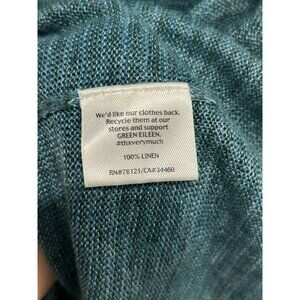 We'd like our clothes back.
Recycle them at our
stores and support
GREEN EILEEN.
#thxverymuch
100% LINEN
RN#78121/CA#34460